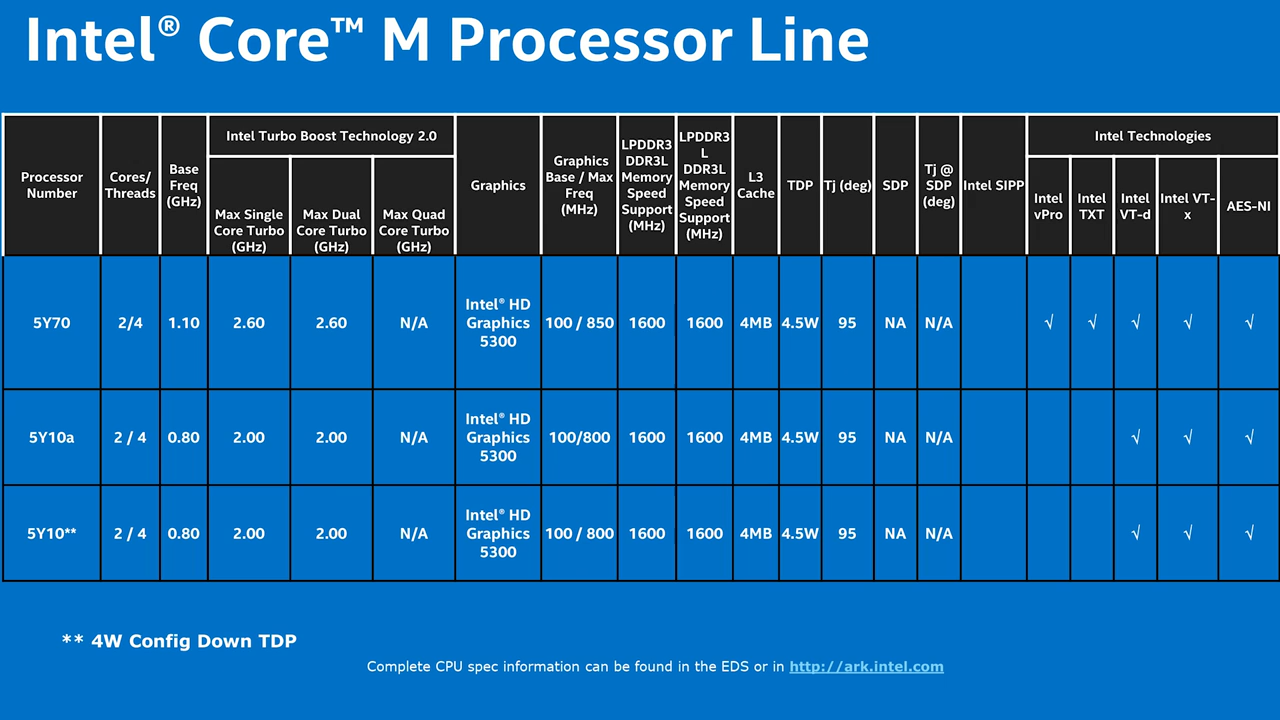 Intel® Core™ M Processor Line
Processor Number
Cores/ Threads
Base Freq (GHz)
Intel Turbo Boost Technology 2.0
Max Single Core Turbo (GHz)
Max Dual Core Turbo (GHz)
Max Quad Core Turbo (GHz)
Graphics
Graphics Base / Max Freq (MHz)
LPDDR3 DDR3L Memory Speed Support (MHz)
LPDDR3 L DDR3L Memory Speed Support (MHz)
L3 Cache
TDP
Tj (deg)
SDP
Tj @ SDP (deg)
Intel SIPP
Intel Technologies
Intel vPro
Intel TXT
Intel VT-d
Intel VT-x
AES-NI
5Y70 2/4 1.10 2.60 2.60 N/A Intel® HD Graphics 5300 100 / 850 1600 1600 4MB 4.5W 95 NA N/A √ √ √ √ √
5Y10a 2 / 4 0.80 2.00 2.00 N/A Intel® HD Graphics 5300 100/800 1600 1600 4MB 4.5W 95 NA N/A √ √ √
5Y10** 2 / 4 0.80 2.00 2.00 N/A Intel® HD Graphics 5300 100 / 800 1600 1600 4MB 4.5W 95 NA N/A √ √ √
** 4W Config Down TDP
Complete CPU spec information can be found in the EDS or in http://ark.intel.com